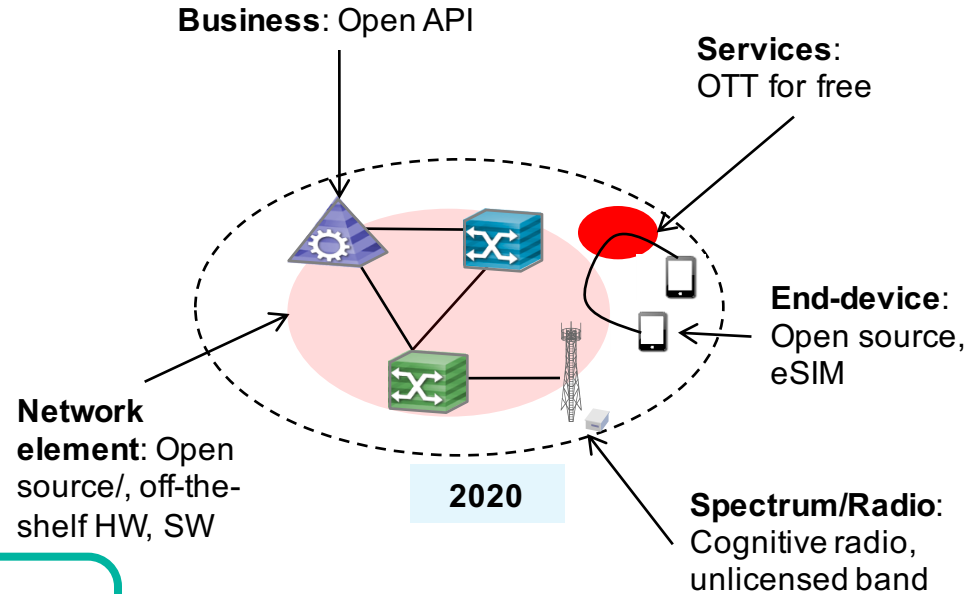 Business: Open API
Services:
OTT for free
End-device:
Open source,
eSIM
Network
element: Open
source/, off-the-
shelf HW, SW
2020
Spectrum/Radio:
Cognitive radio,
unlicensed band